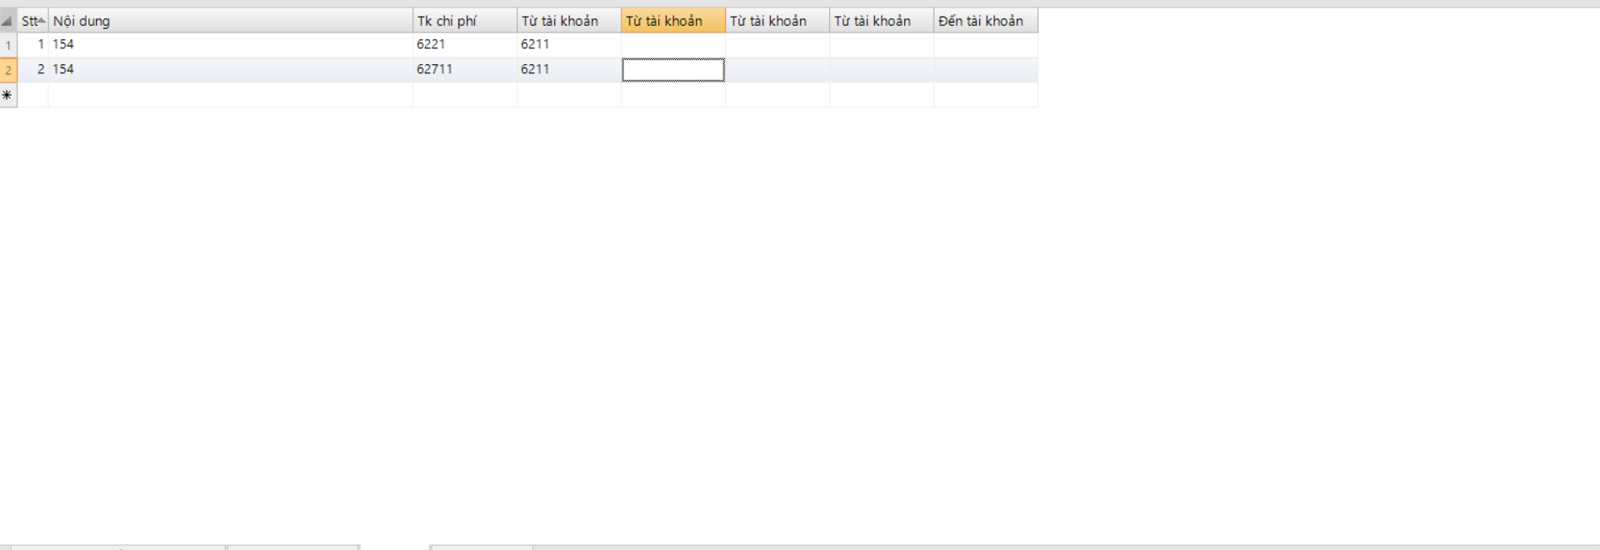 Stt Nội dung Tk chi phí Từ tài khoản Từ tài khoản Từ tài khoản Từ tài khoản Đến tài khoản
1 1 154 6221 6211
2 2 154 62711 6211